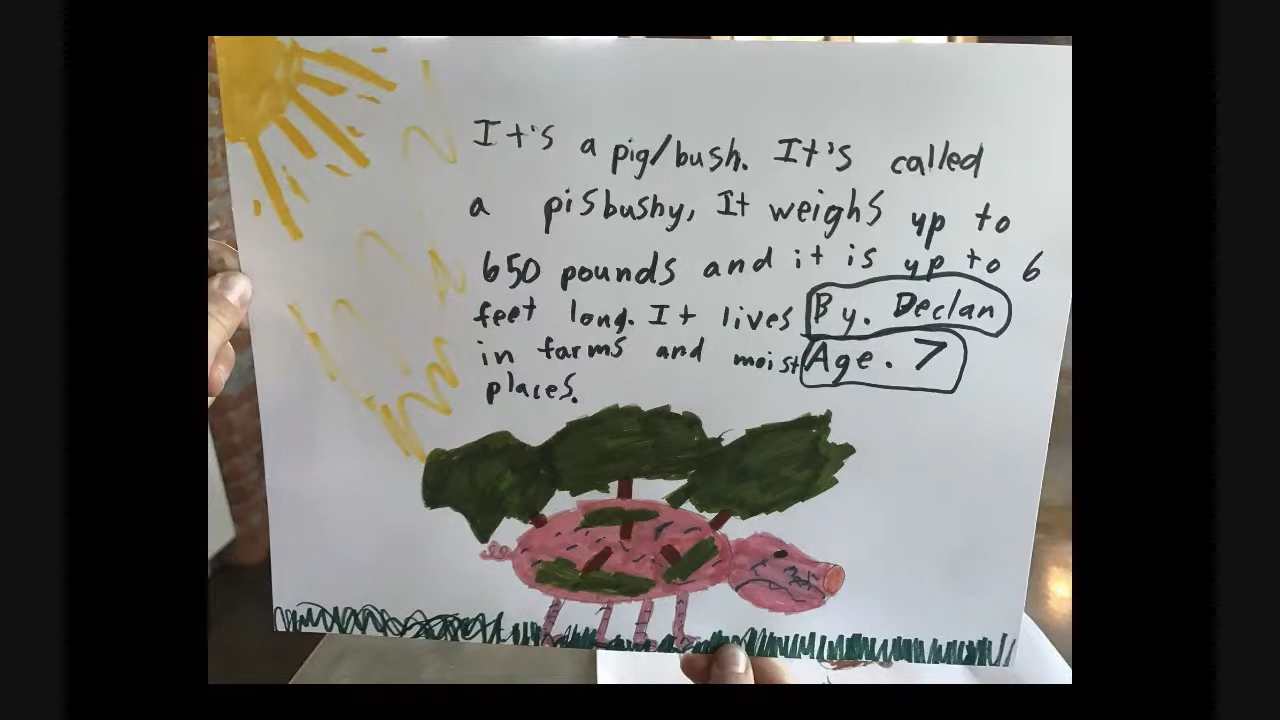 It's a pig/bush. It's called
a pisbushy, It weighs up to
650 pounds and it is up to 6
feet long. It lives
in farms and moist
places.
By. Declan
Age. 7